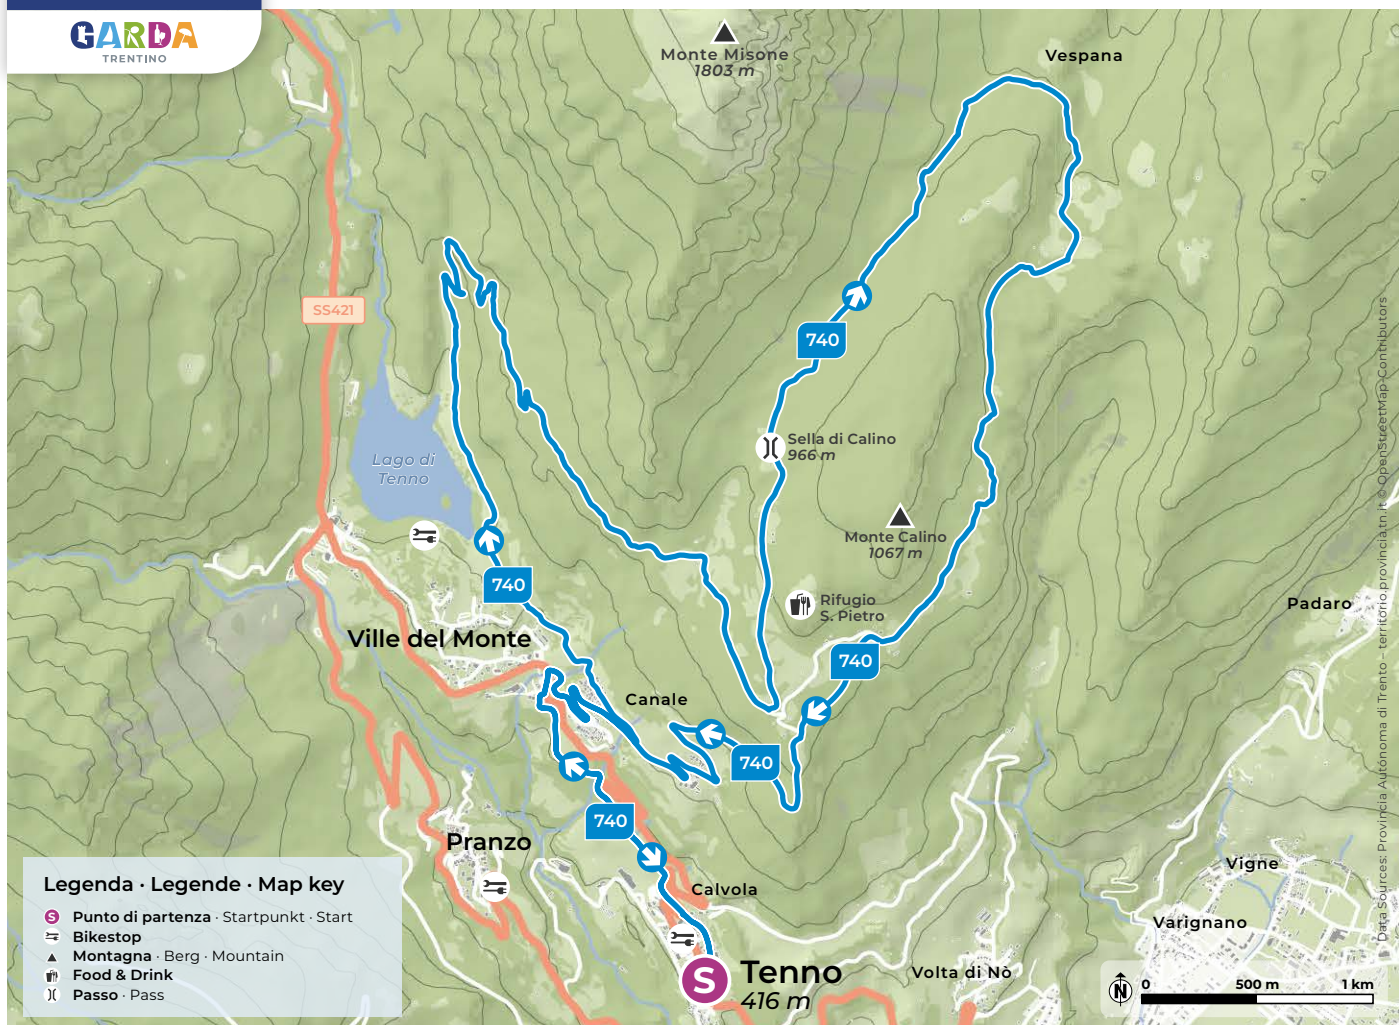 GARDA
TRENTINO
Monte Misone
1803 m
Vespana
SS421
740
Lago di
Tenno
Sella di Calino
966 m
Monte Calino
1067 m
740
Rifugio
S. Pietro
Padaro
Ville del Monte
740
Canale
740
740
Pranzo
Calvola
Vigne
Varignano
Tenno
416 m
Volta di Nò
S
Legenda · Legende · Map key
S Punto di partenza · Startpunkt · Start
Bikestop
Montagna · Berg · Mountain
Food & Drink
Passo · Pass
N
0 500 m 1 km
Data Sources: Provincia Autónoma di Trento – territorio.provincia.tn.it © OpenStreetMap-Contributors